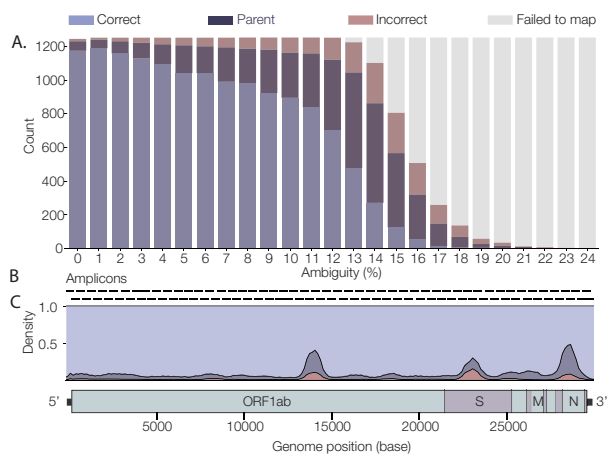 Correct Parent Incorrect Failed to map
A.
1200
1000
800
600
400
200
0
Count
0 1 2 3 4 5 6 7 8 9 10 11 12 13 14 15 16 17 18 19 20 21 22 23 24
Ambiguity (%)
B Amplicons
C
1.0
0.5
Density
5' ORF1ab S M N 3'
5000 10000 15000 20000 25000
Genome position (base)